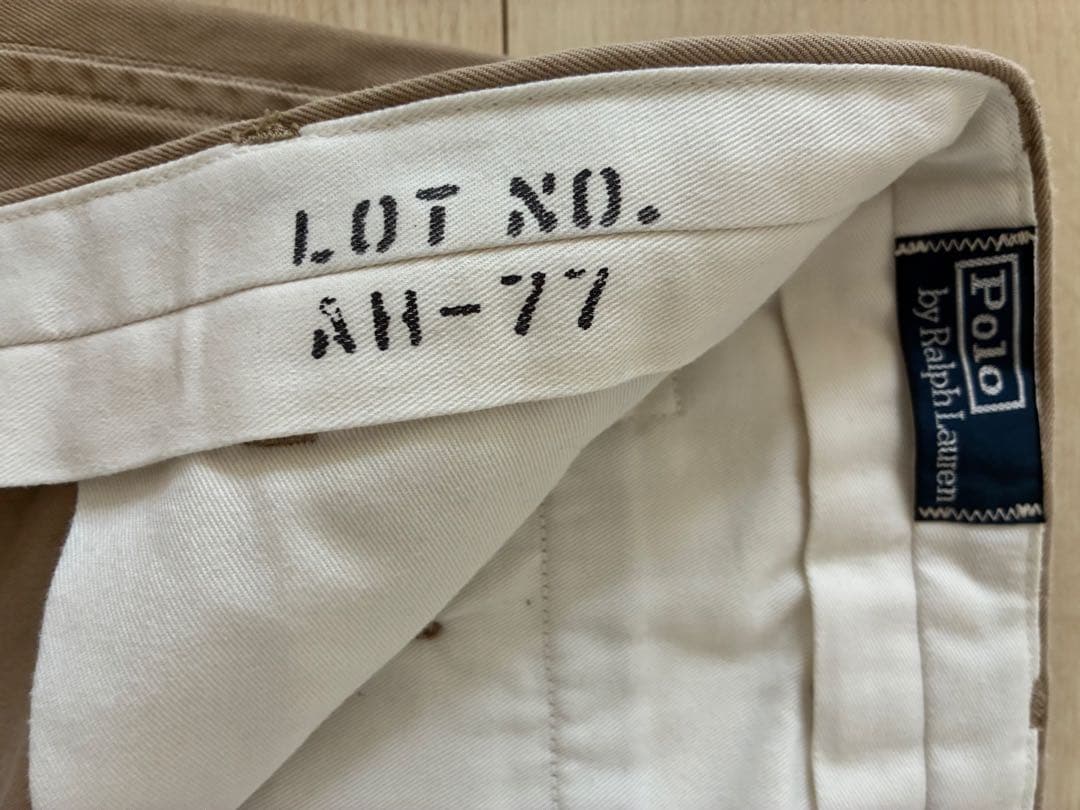 LOT NO.
AH-77
Polo
by Ralph Lauren